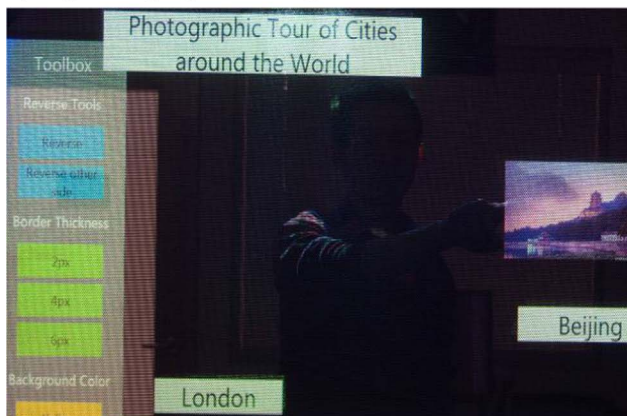 Photographic Tour of Cities
around the World
Toolbox
Reverse Tools
Reverse
Reverse other
side
Border Thickness
2px
4px
6px
Beijing
Background Color
London